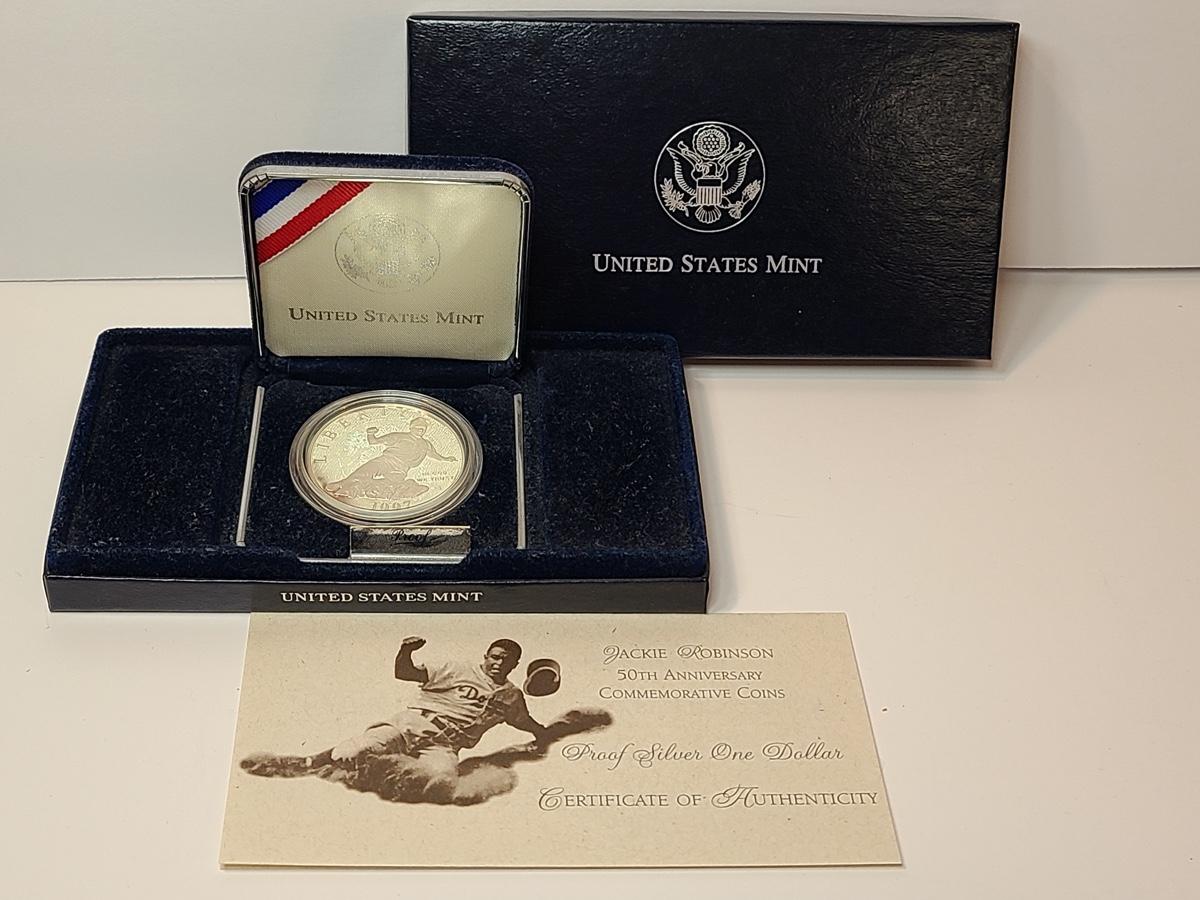 UNITED STATES MINT
UNITED STATES MINT
LIBERTY
1997
Proof
UNITED STATES MINT
JACKIE ROBINSON
50TH ANNIVERSARY
COMMEMORATIVE COINS
Proof Silver One Dollar
CERTIFICATE OF AUTHENTICITY